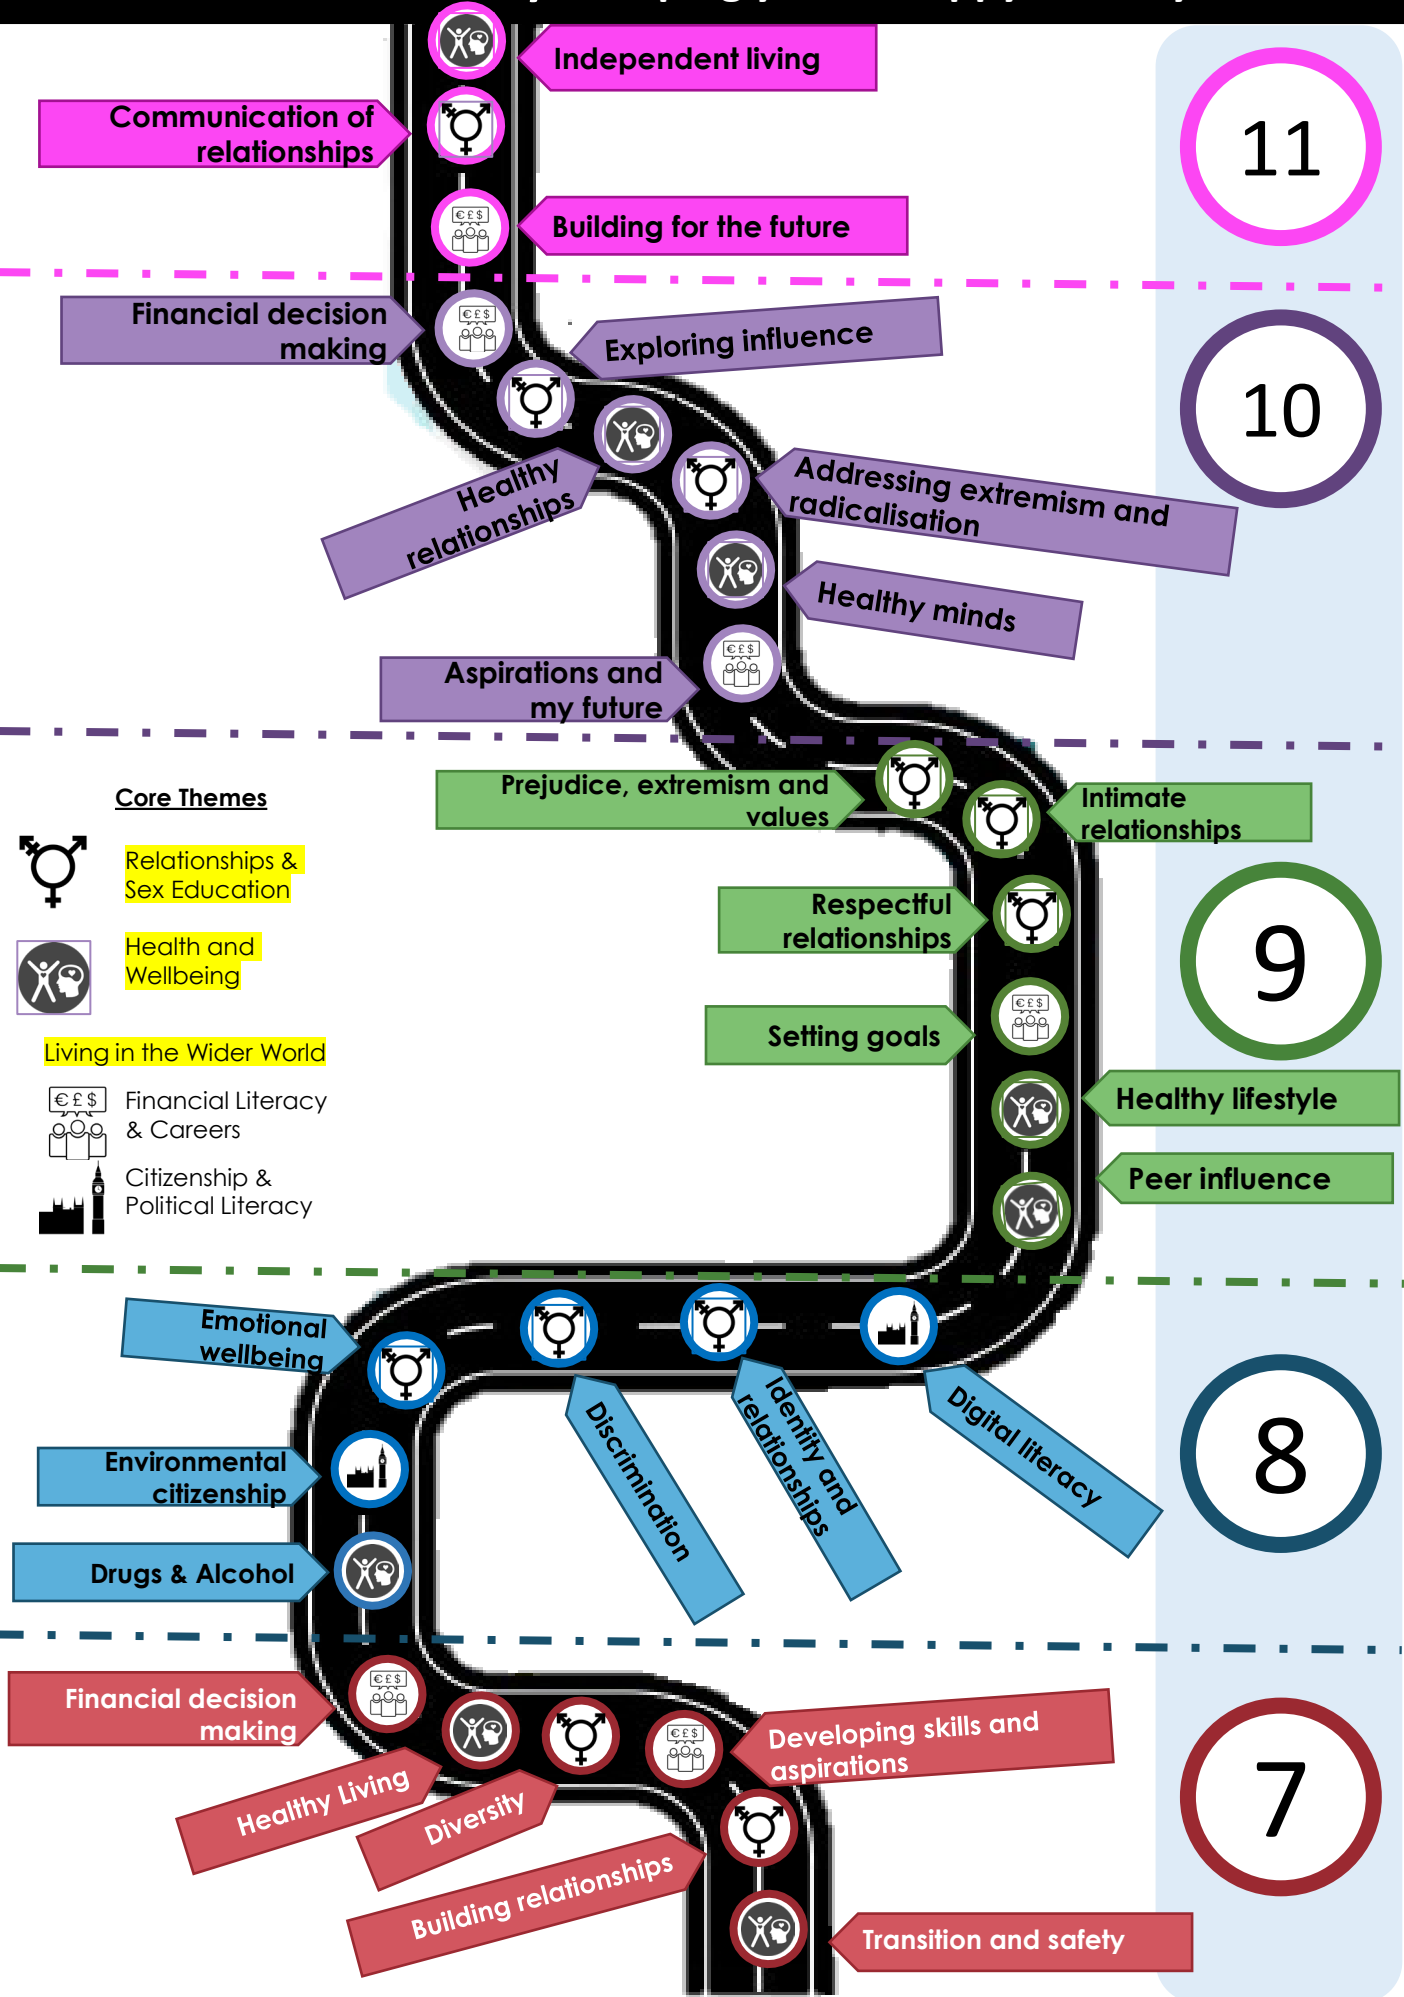 Independent living
Communication of
relationships
11
Building for the future
Financial decision
making
Exploring influence
10
Healthy
relationships
Addressing extremism and
radicalisation
Healthy minds
Aspirations and
my future
Prejudice, extremism and
values
Intimate
relationships
Core Themes
Relationships &
Sex Education
Health and
Wellbeing
Living in the Wider World
€£$
Financial Literacy
& Careers
Citizenship &
Political Literacy
Respectful
relationships
9
Setting goals
Healthy lifestyle
Peer influence
Emotional
wellbeing
Discrimination
Identity and
relationships
Digital literacy
8
Environmental
citizenship
Drugs & Alcohol
Financial decision
making
Healthy Living
Diversity
Developing skills and
aspirations
7
Building relationships
Transition and safety